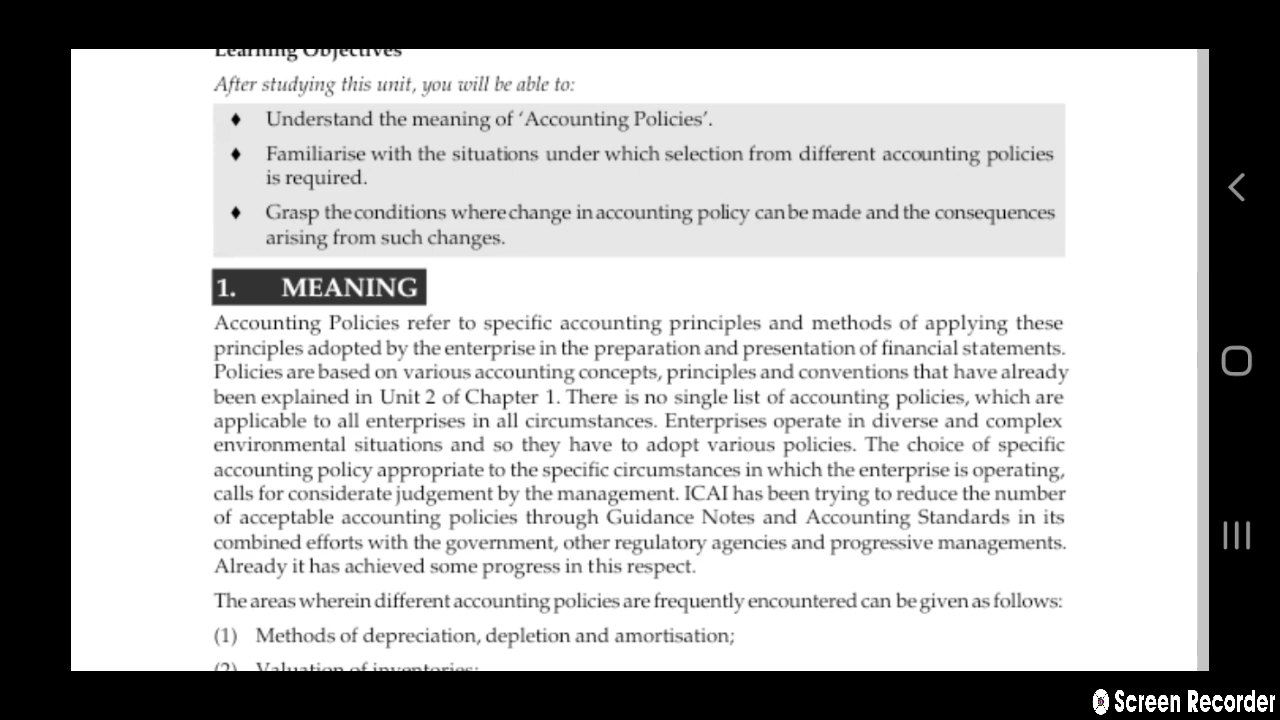 Learning Objectives
After studying this unit, you will be able to:
♦ Understand the meaning of ‘Accounting Policies’.
♦ Familiarise with the situations under which selection from different accounting policies
is required.
♦ Grasp the conditions where change in accounting policy can be made and the consequences
arising from such changes.
1. MEANING
Accounting Policies refer to specific accounting principles and methods of applying these
principles adopted by the enterprise in the preparation and presentation of financial statements.
Policies are based on various accounting concepts, principles and conventions that have already
been explained in Unit 2 of Chapter 1. There is no single list of accounting policies, which are
applicable to all enterprises in all circumstances. Enterprises operate in diverse and complex
environmental situations and so they have to adopt various policies. The choice of specific
accounting policy appropriate to the specific circumstances in which the enterprise is operating,
calls for considerate judgement by the management. ICAI has been trying to reduce the number
of acceptable accounting policies through Guidance Notes and Accounting Standards in its
combined efforts with the government, other regulatory agencies and progressive managements.
Already it has achieved some progress in this respect.
The areas wherein different accounting policies are frequently encountered can be given as follows:
(1) Methods of depreciation, depletion and amortisation;
(2) Valuation of inventories;
Screen Recorder